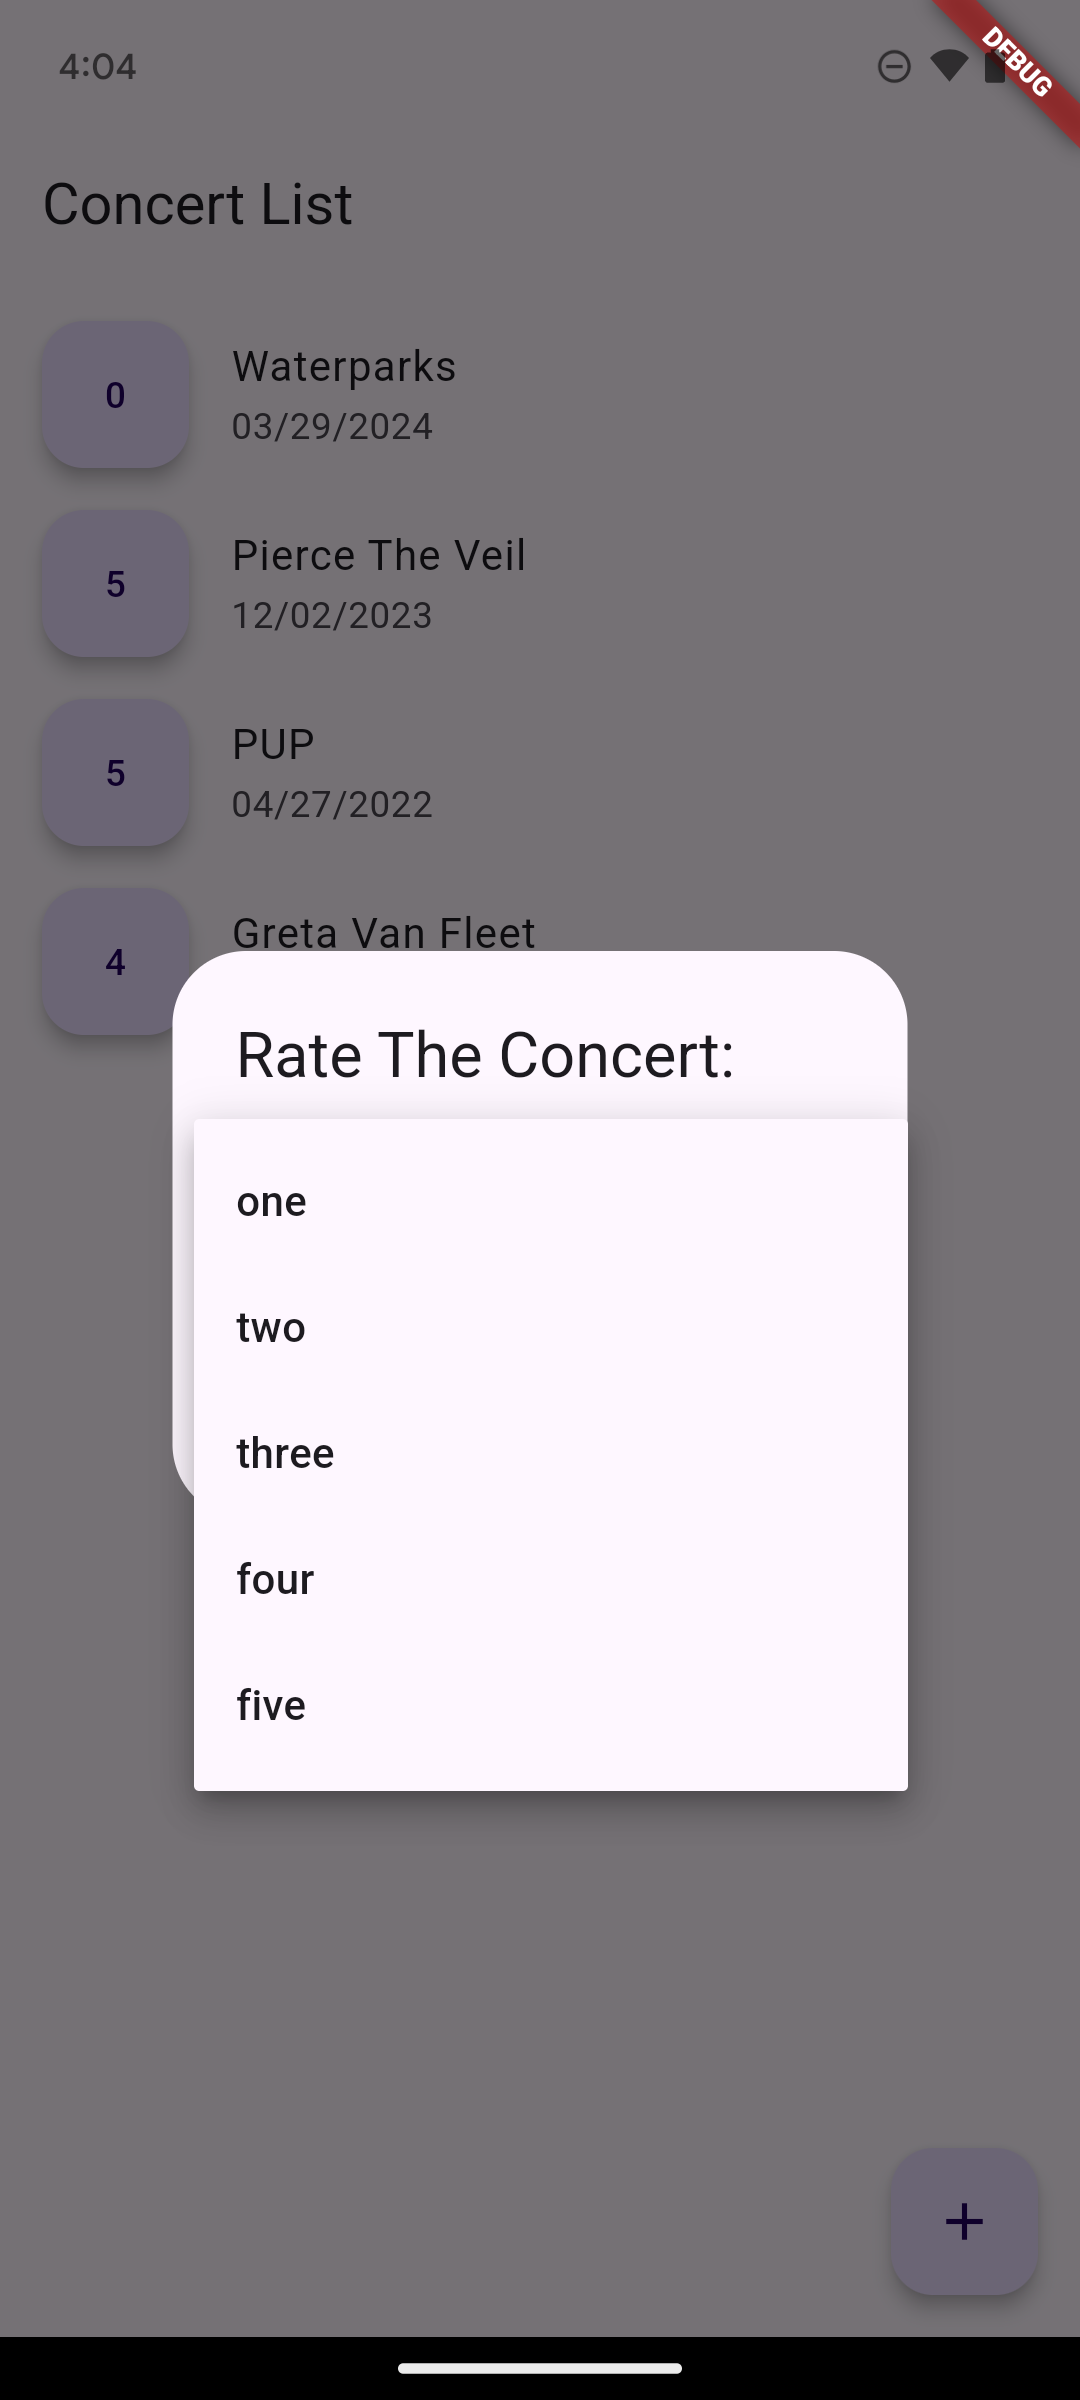 4:04
DEBUG
Concert List
0
Waterparks
03/29/2024
5
Pierce The Veil
12/02/2023
5
PUP
04/27/2022
4
Greta Van Fleet
Rate The Concert:
one
two
three
four
five
+